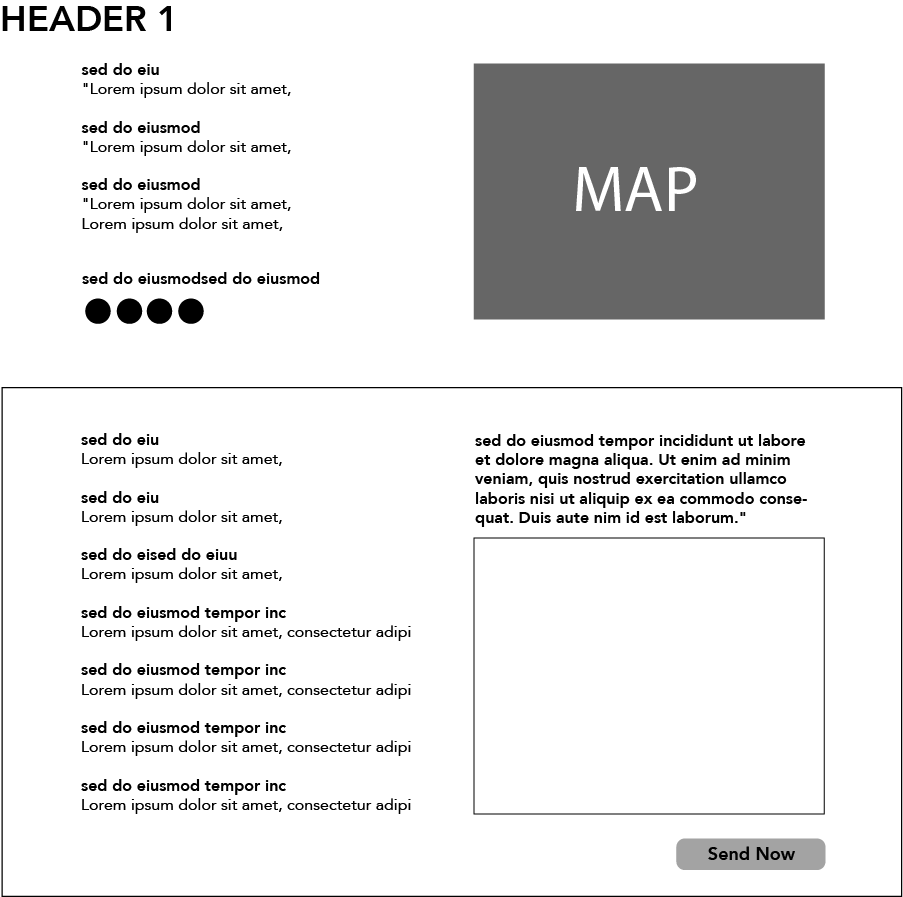 HEADER 1
sed do eiu
"Lorem ipsum dolor sit amet,
sed do eiusmod
"Lorem ipsum dolor sit amet,
sed do eiusmod
"Lorem ipsum dolor sit amet,
Lorem ipsum dolor sit amet,
sed do eiusmodsed do eiusmod
MAP
sed do eiu
Lorem ipsum dolor sit amet,
sed do eiu
Lorem ipsum dolor sit amet,
sed do eised do eiuu
Lorem ipsum dolor sit amet,
sed do eiusmod tempor inc
Lorem ipsum dolor sit amet, consectetur adipi
sed do eiusmod tempor inc
Lorem ipsum dolor sit amet, consectetur adipi
sed do eiusmod tempor inc
Lorem ipsum dolor sit amet, consectetur adipi
sed do eiusmod tempor inc
Lorem ipsum dolor sit amet, consectetur adipi
sed do eiusmod tempor incididunt ut labore
et dolore magna aliqua. Ut enim ad minim
veniam, quis nostrud exercitation ullamco
laboris nisi ut aliquip ex ea commodo conse-
quat. Duis aute nim id est laborum."
Send Now